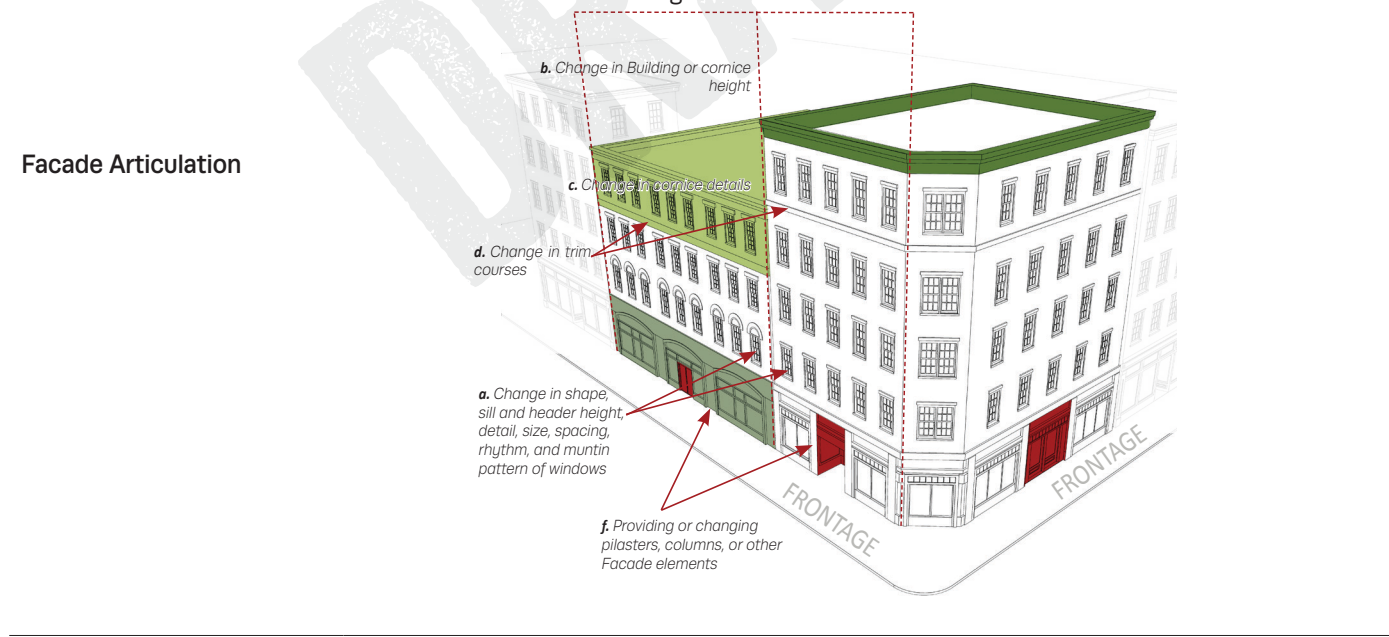 b. Change in Building or cornice
height
Facade Articulation
c. Change in cornice details
d. Change in trim
courses
a. Change in shape,
sill and header height,
detail, size, spacing,
rhythm, and muntin
pattern of windows
FRONTAGE
FRONTAGE
f. Providing or changing
pilasters, columns, or other
Facade elements